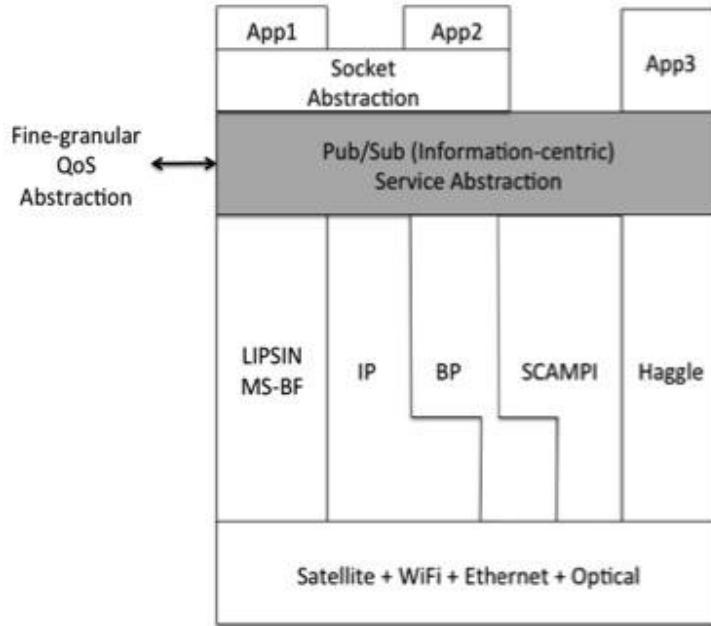 App1
App2
App3
Socket
Abstraction
Fine-granular
QoS
Abstraction
Pub/Sub (Information-centric)
Service Abstraction
LIPSIN
MS-BF
IP
BP
SCAMPI
Haggle
Satellite + WiFi + Ethernet + Optical